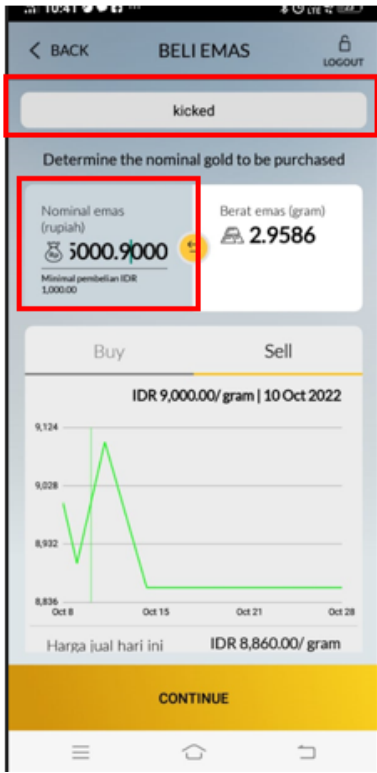 10:41
LTE
BACK
BELI EMAS
LOGOUT
kicked
Determine the nominal gold to be purchased
Nominal emas
(rupiah)
Berat emas (gram)
5000.9000
2.9586
Minimal pembelian IDR
1,000.00
Buy
Sell
IDR 9,000.00/ gram | 10 Oct 2022
9,124
9,028
8,932
8,836
Oct 8
Oct 15
Oct 21
Oct 28
Harga jual hari ini
IDR 8,860.00/ gram
CONTINUE